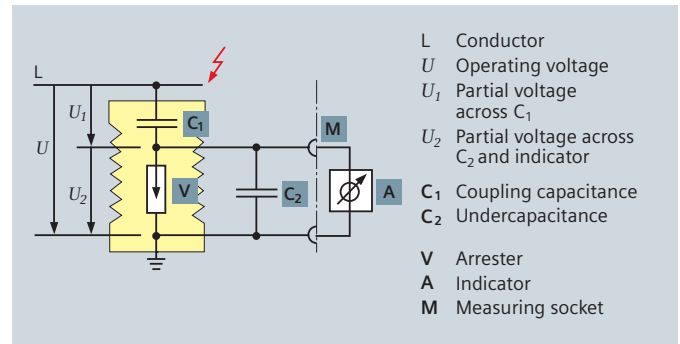 L
U₁
C₁
M
U
U₂
V
C₂
A
L Conductor
U Operating voltage
U₁ Partial voltage
across C₁
U₂ Partial voltage across
C₂ and indicator
C₁ Coupling capacitance
C₂ Undercapacitance
V Arrester
A Indicator
M Measuring socket